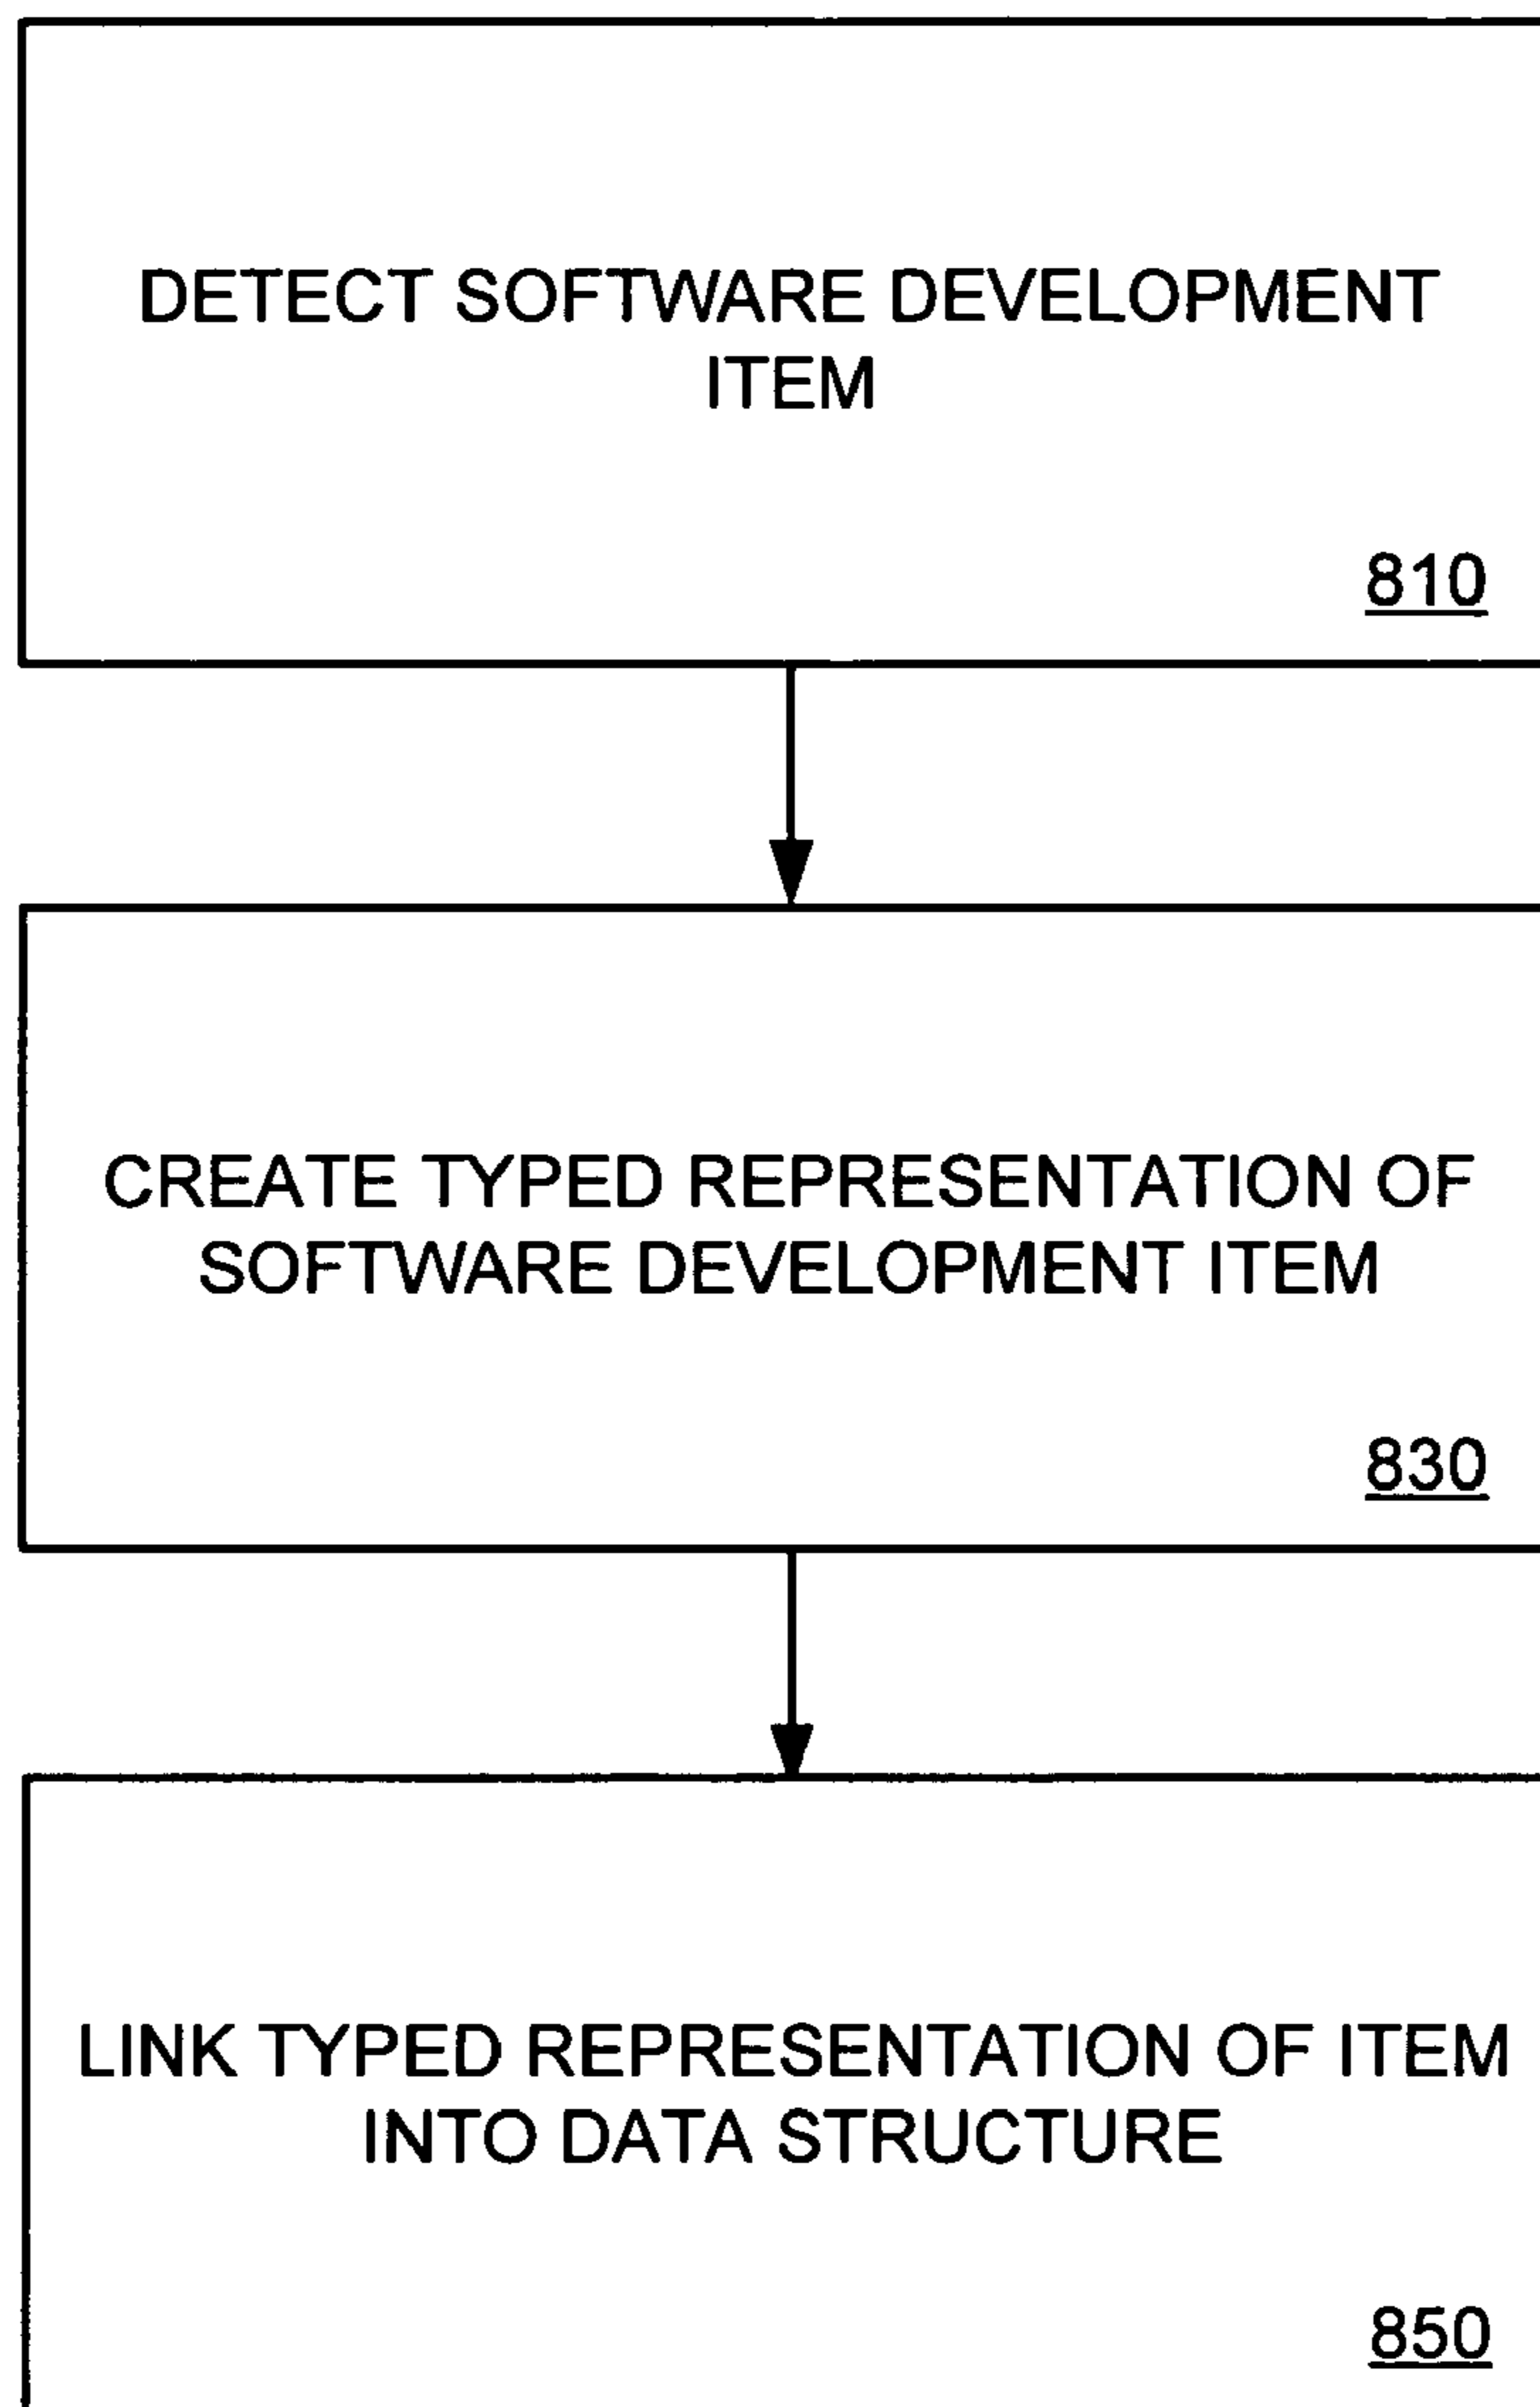 DETECT SOFTWARE DEVELOPMENT
ITEM
810
CREATE TYPED REPRESENTATION OF
SOFTWARE DEVELOPMENT ITEM
830
LINK TYPED REPRESENTATION OF ITEM
INTO DATA STRUCTURE
850